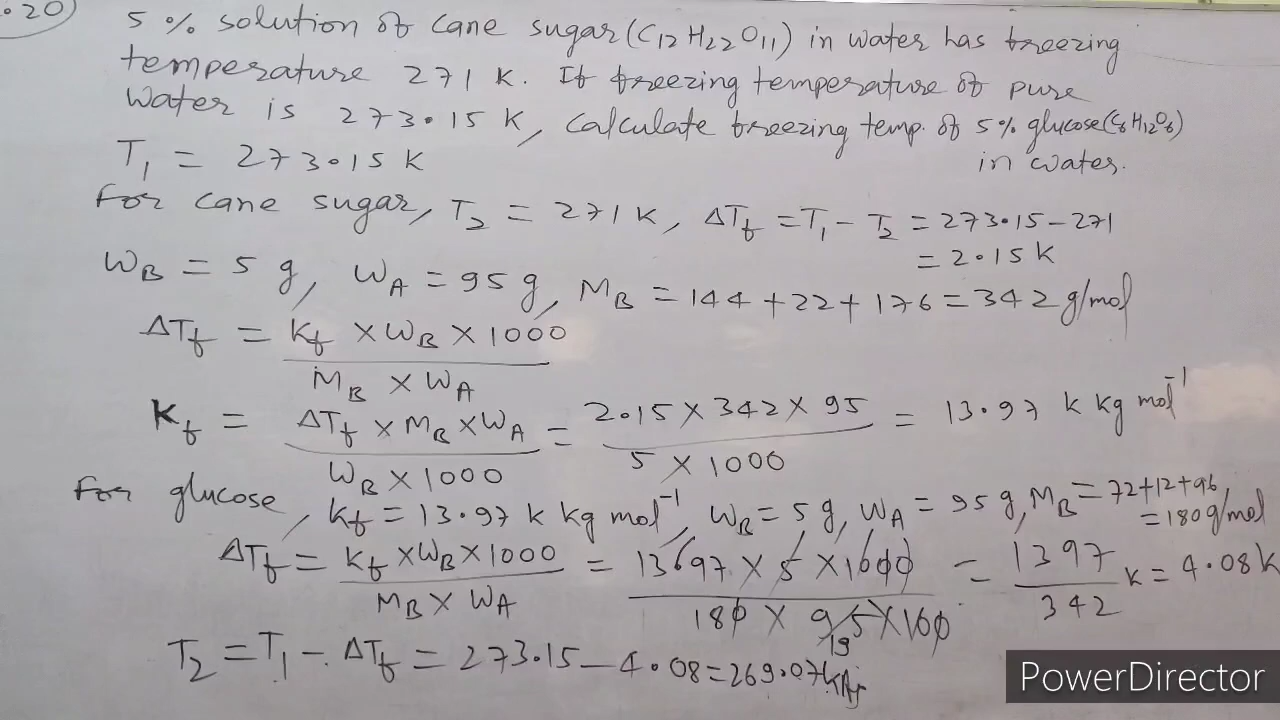 .20)
5 % solution of cane sugar (C12H22O11) in water has freezing
temperature 271 K. If freezing temperature of pure
Water is 273.15 K, calculate freezing temp. of 5% glucose (C6H12O6)
in water.
T1 = 273.15 K
For cane sugar, T2 = 271 K, ΔTf = T1 - T2 = 273.15 - 271
= 2.15 K
WB = 5 g, WA = 95 g, MB = 144 + 22 + 176 = 342 g/mol
ΔTf = Kf × WB × 1000
MB × WA
Kf = ΔTf × MB × WA = 2.15 × 342 × 95 = 13.97 K Kg mol-1
WB × 1000 5 × 1000
For glucose, Kf = 13.97 K Kg mol-1, WB = 5 g, WA = 95 g, MB = 72+12+96
= 180 g/mol
ΔTf = Kf × WB × 1000 = 13.97 × 5 × 1000 = 1397 K = 4.08 K
MB × WA 180 × 95 × 100 342
19
T2 = T1 - ΔTf = 273.15 - 4.08 = 269.07 K Ans
PowerDirector